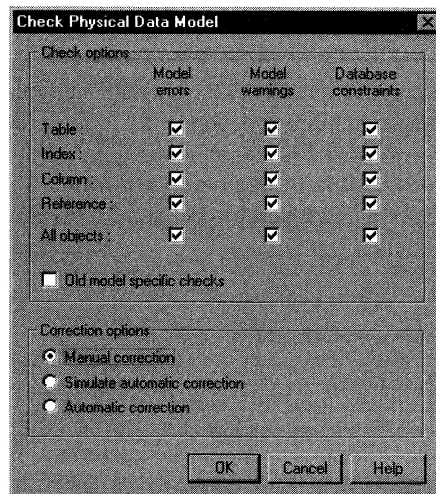 Check Physical Data Model
Check options
Model errors
Model warnings
Database constraints
Table :
Index :
Column :
Reference :
All objects :
Old model specific checks
Correction options
Manual correction
Simulate automatic correction
Automatic correction
OK Cancel Help